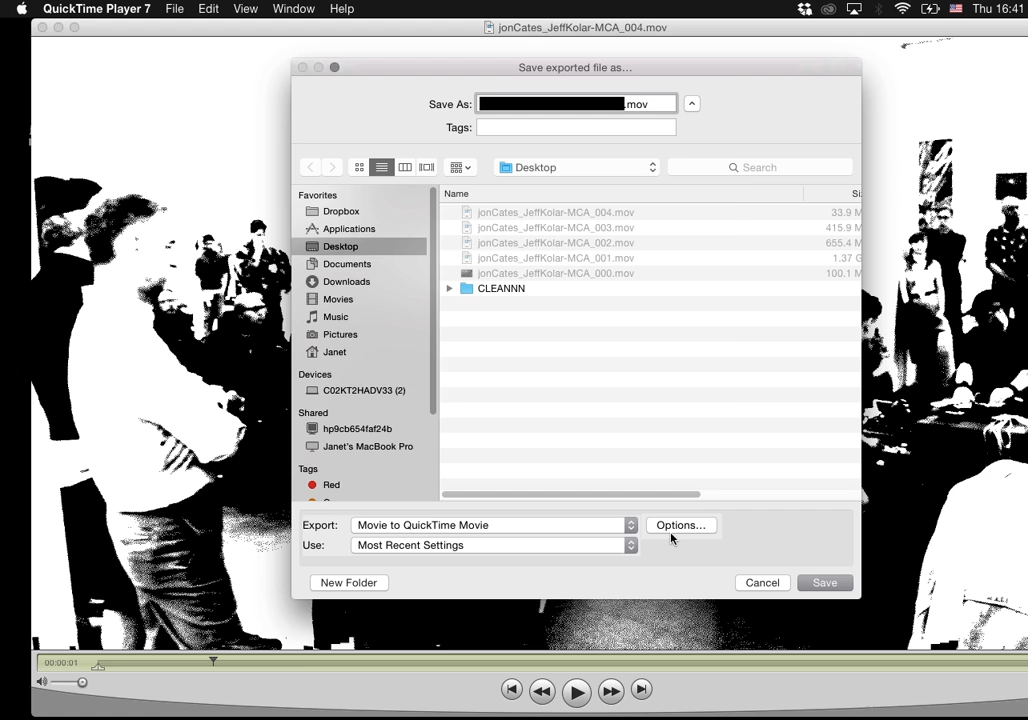 QuickTime Player 7 File Edit View Window Help Thu 16:41
jonCates_JeffKolar-MCA_004.mov
Save exported file as...
Save As: .mov
Tags:
Desktop
Search
Favorites
Dropbox
Applications
Desktop
Documents
Downloads
Movies
Music
Pictures
Janet
Devices
C02KT2HADV33 (2)
Shared
hp9cb654faf24b
Janet's MacBook Pro
Tags
Red
Name
jonCates_JeffKolar-MCA_004.mov 33.9 M
jonCates_JeffKolar-MCA_003.mov 415.9 M
jonCates_JeffKolar-MCA_002.mov 655.4 M
jonCates_JeffKolar-MCA_001.mov 1.37 G
jonCates_JeffKolar-MCA_000.mov 100.1 M
CLEANNN
Export: Movie to QuickTime Movie Options...
Use: Most Recent Settings
New Folder Cancel Save
00:00:01